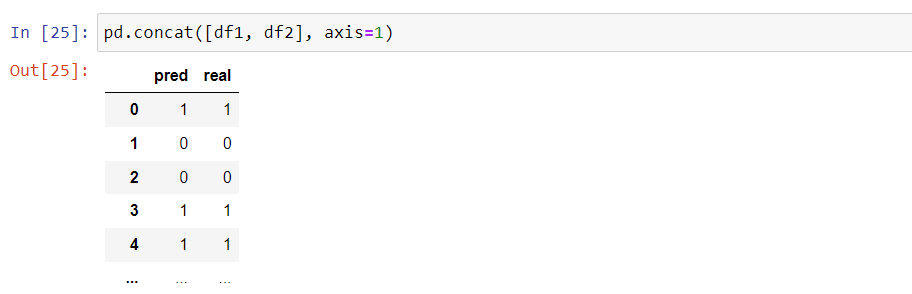 In [25]: pd.concat([df1, df2], axis=1)
Out[25]:
pred real
0 1 1
1 0 0
2 0 0
3 1 1
4 1 1
... ... ...